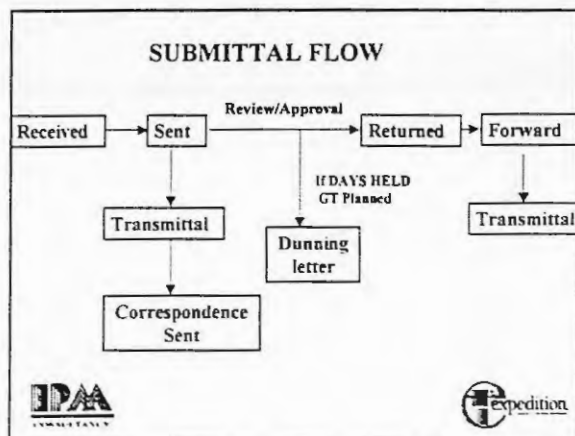 SUBMITTAL FLOW
Review/Approval
Received
Sent
Returned
Forward
If DAYS HELD
GT Planned
Transmittal
Transmittal
Dunning
letter
Correspondence
Sent
expedition